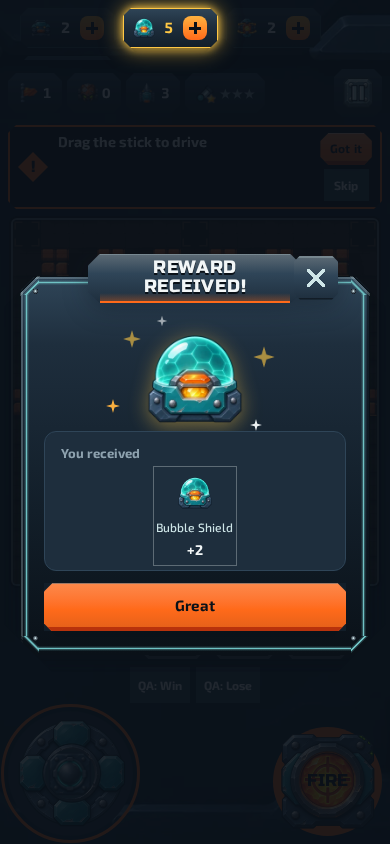 2
5
2
1
0
3
Drag the stick to drive
Got it
Skip
REWARD
RECEIVED!
You received
Bubble Shield
+2
Great
QA: Win
QA: Lose
FIRE